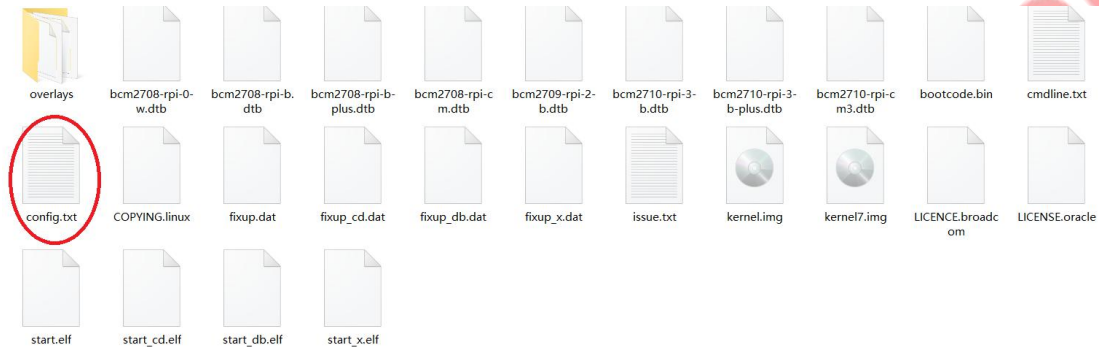 overlays
bcm2708-rpi-0-
w.dtb
bcm2708-rpi-b.
dtb
bcm2708-rpi-b-
plus.dtb
bcm2708-rpi-c
m.dtb
bcm2709-rpi-2-
b.dtb
bcm2710-rpi-3-
b.dtb
bcm2710-rpi-3-
b-plus.dtb
bcm2710-rpi-c
m3.dtb
bootcode.bin
cmdline.txt
config.txt
COPYING.linux
fixup.dat
fixup_cd.dat
fixup_db.dat
fixup_x.dat
issue.txt
kernel.img
kernel7.img
LICENCE.broadc
om
LICENSE.oracle
start.elf
start_cd.elf
start_db.elf
start_x.elf